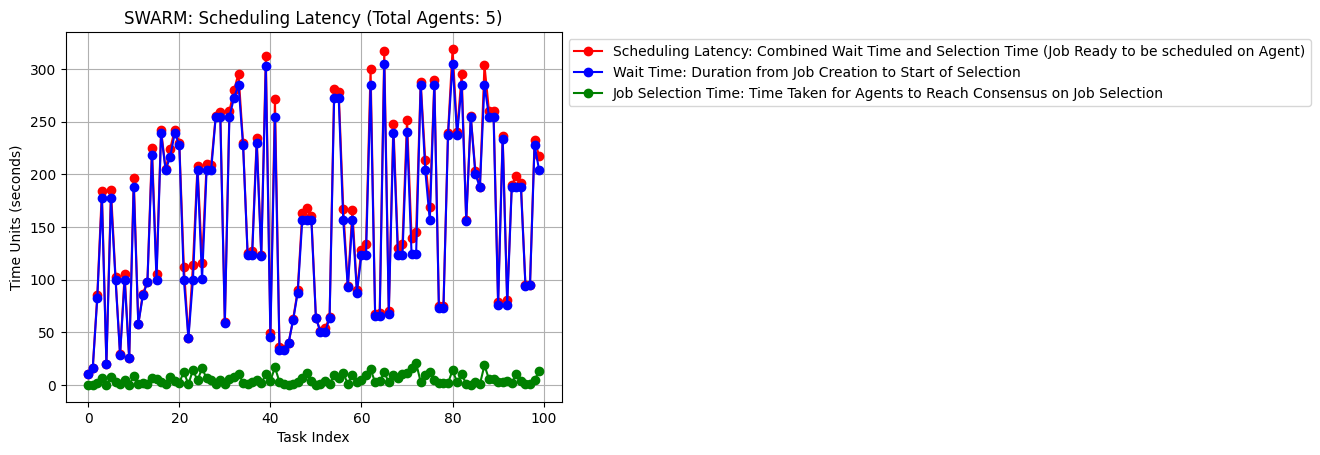 SWARM: Scheduling Latency (Total Agents: 5)
Scheduling Latency: Combined Wait Time and Selection Time (Job Ready to be scheduled on Agent)
Wait Time: Duration from Job Creation to Start of Selection
Job Selection Time: Time Taken for Agents to Reach Consensus on Job Selection
Time Units (seconds)
300
250
200
150
100
50
0
0 20 40 60 80 100
Task Index